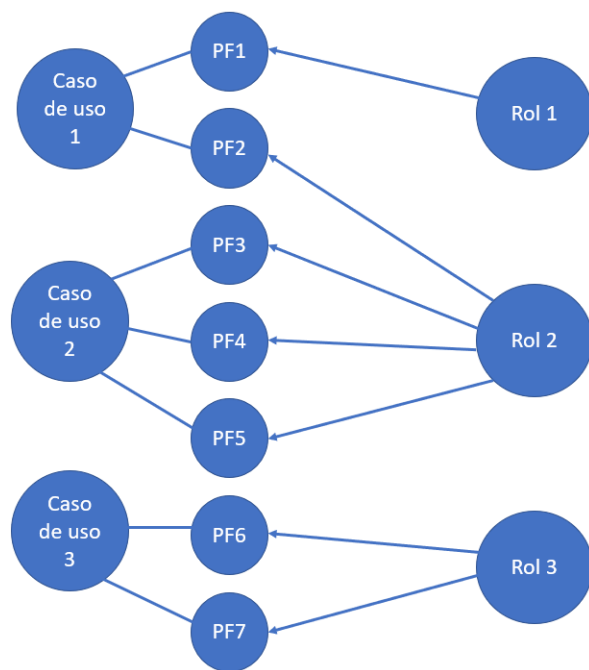 Caso
de uso
1
PF1
PF2
Rol 1
Caso
de uso
2
PF3
PF4
PF5
Rol 2
Caso
de uso
3
PF6
PF7
Rol 3